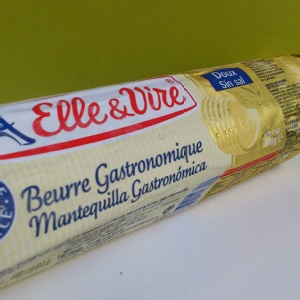 Elle&Vire
Doux
Sin sal
Beurre Gastronomique
Mantequilla Gastronómica